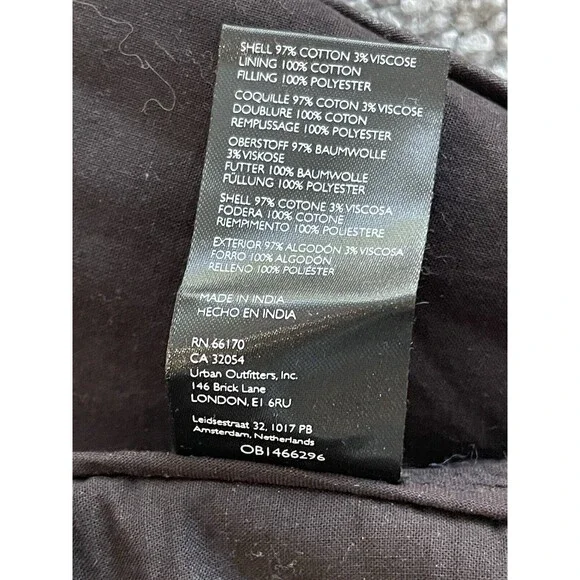 SHELL 97% COTTON 3% VISCOSE
LINING 100% COTTON
FILLING 100% POLYESTER
COQUILLE 97% COTON 3% VISCOSE
DOUBLURE 100% COTON
REMPUSSAGE 100% POLYESTER
OBERSTOFF 97% BAUMWOLLE
3% VISKOSE
FUTTER 100% BAUMWOLLE
FÜLLUNG 100% POLYESTER
SHELL 97% COTONE 3% VISCOSA
FODERA 100% COTONE
RIEMPIMENTO 100% POLIESTERE
EXTERIOR 97% ALGODÓN 3% VISCOSA
FORRO 100% ALGODÓN
RELLENO 100% POLIÉSTER
MADE IN INDIA
HECHO EN INDIA
RN 66170
CA 32054
Urban Outfitters, Inc.
146 Brick Lane
LONDON, E1 6RU
Leidsestraat 32, 1017 PB
Amsterdam, Netherlands
OB1466296